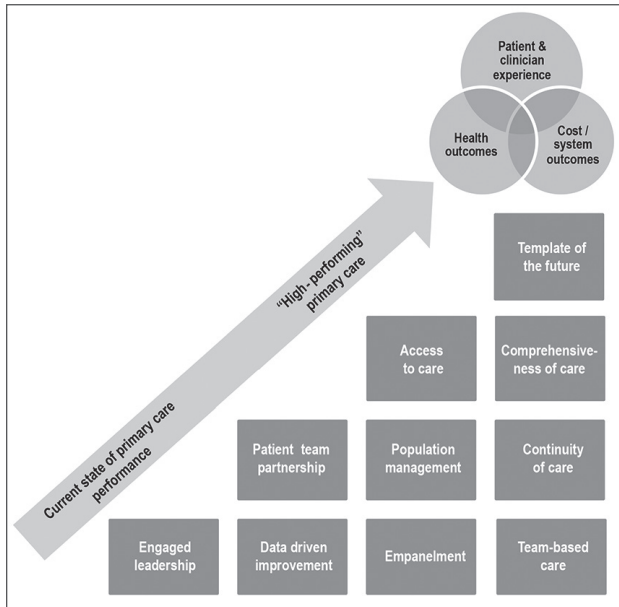 Patient &
clinician
experience
Health
outcomes
Cost /
system
outcomes
"High-performing"
primary care
Current state of primary care
performance
Template of
the future
Access
to care
Comprehensive-
ness of care
Patient team
partnership
Population
management
Continuity
of care
Engaged
leadership
Data driven
improvement
Empanelment
Team-based
care